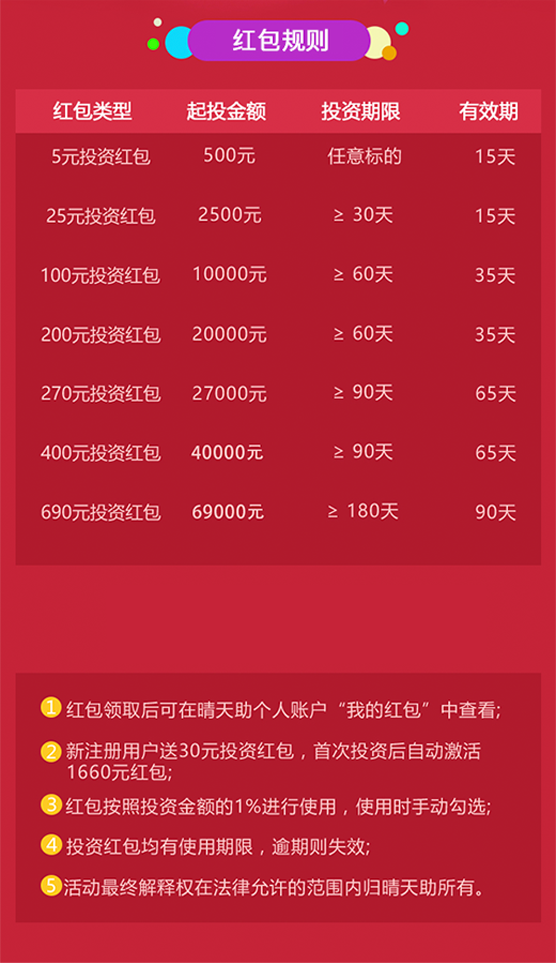 红包规则
红包类型 起投金额 投资期限 有效期
5元投资红包 500元 任意标的 15天
25元投资红包 2500元 ≥ 30天 15天
100元投资红包 10000元 ≥ 60天 35天
200元投资红包 20000元 ≥ 60天 35天
270元投资红包 27000元 ≥ 90天 65天
400元投资红包 40000元 ≥ 90天 65天
690元投资红包 69000元 ≥ 180天 90天
1 红包领取后可在晴天助个人账户“我的红包”中查看;
2 新注册用户送30元投资红包，首次投资后自动激活
1660元红包;
3 红包按照投资金额的1%进行使用，使用时手动勾选;
4 投资红包均有使用期限，逾期则失效;
5 活动最终解释权在法律允许的范围内归晴天助所有。